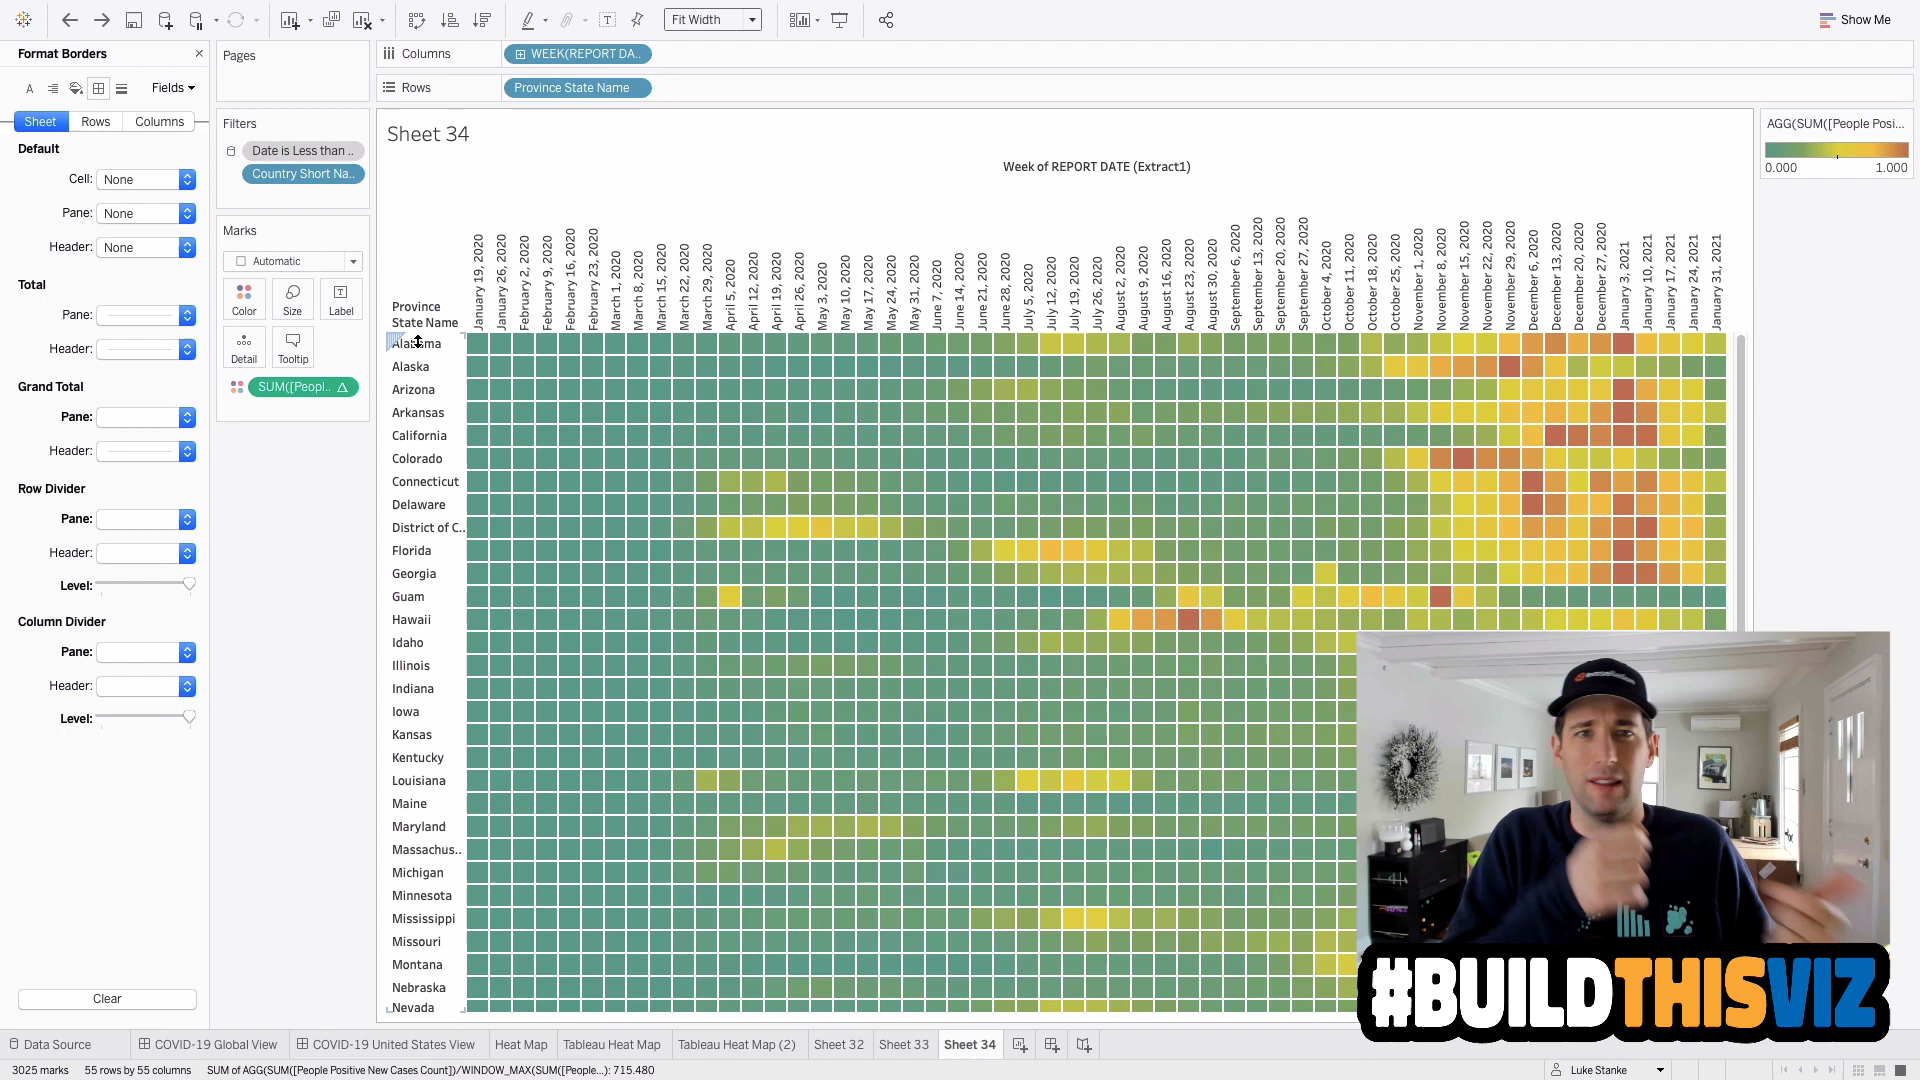 Fit Width
Show Me
Format Borders
Fields
Sheet Rows Columns
Default
Cell: None
Pane: None
Header: None
Total
Pane:
Header:
Grand Total
Pane:
Header:
Row Divider
Pane:
Header:
Level:
Column Divider
Pane:
Header:
Level:
Clear
Pages
Filters
Date is Less than ..
Country Short Na..
Marks
Automatic
Color Size Label
Detail Tooltip
SUM([Peopl.. △
Columns
WEEK(REPORT DA..
Rows
Province State Name
Sheet 34
Week of REPORT DATE (Extract1)
Province
State Name
January 19, 2020
January 26, 2020
February 2, 2020
February 9, 2020
February 16, 2020
February 23, 2020
March 1, 2020
March 8, 2020
March 15, 2020
March 22, 2020
March 29, 2020
April 5, 2020
April 12, 2020
April 19, 2020
April 26, 2020
May 3, 2020
May 10, 2020
May 17, 2020
May 24, 2020
May 31, 2020
June 7, 2020
June 14, 2020
June 21, 2020
June 28, 2020
July 5, 2020
July 12, 2020
July 19, 2020
July 26, 2020
August 2, 2020
August 9, 2020
August 16, 2020
August 23, 2020
August 30, 2020
September 6, 2020
September 13, 2020
September 20, 2020
September 27, 2020
October 4, 2020
October 11, 2020
October 18, 2020
October 25, 2020
November 1, 2020
November 8, 2020
November 15, 2020
November 22, 2020
November 29, 2020
December 6, 2020
December 13, 2020
December 20, 2020
December 27, 2020
January 3, 2021
January 10, 2021
January 17, 2021
January 24, 2021
January 31, 2021
Alabama
Alaska
Arizona
Arkansas
California
Colorado
Connecticut
Delaware
District of C..
Florida
Georgia
Guam
Hawaii
Idaho
Illinois
Indiana
Iowa
Kansas
Kentucky
Louisiana
Maine
Maryland
Massachus..
Michigan
Minnesota
Mississippi
Missouri
Montana
Nebraska
Nevada
AGG(SUM([People Posi...
0.000 1.000
#BUILDTHISVIZ
Data Source
COVID-19 Global View
COVID-19 United States View
Heat Map
Tableau Heat Map
Tableau Heat Map (2)
Sheet 32
Sheet 33
Sheet 34
3025 marks 55 rows by 55 columns SUM of AGG(SUM([People Positive New Cases Count])/WINDOW_MAX(SUM([People...): 715.480
Luke Stanke